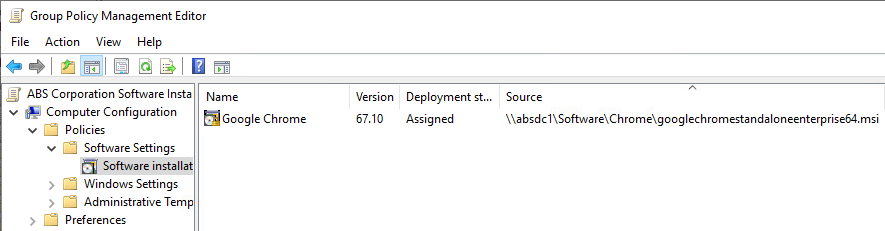 Group Policy Management Editor
File Action View Help
ABS Corporation Software Insta
Computer Configuration
Policies
Software Settings
Software installat
Windows Settings
Administrative Temp
Preferences
Name Version Deployment st... Source
Google Chrome 67.10 Assigned \\absdc1\Software\Chrome\googlechromestandaloneenterprise64.msi